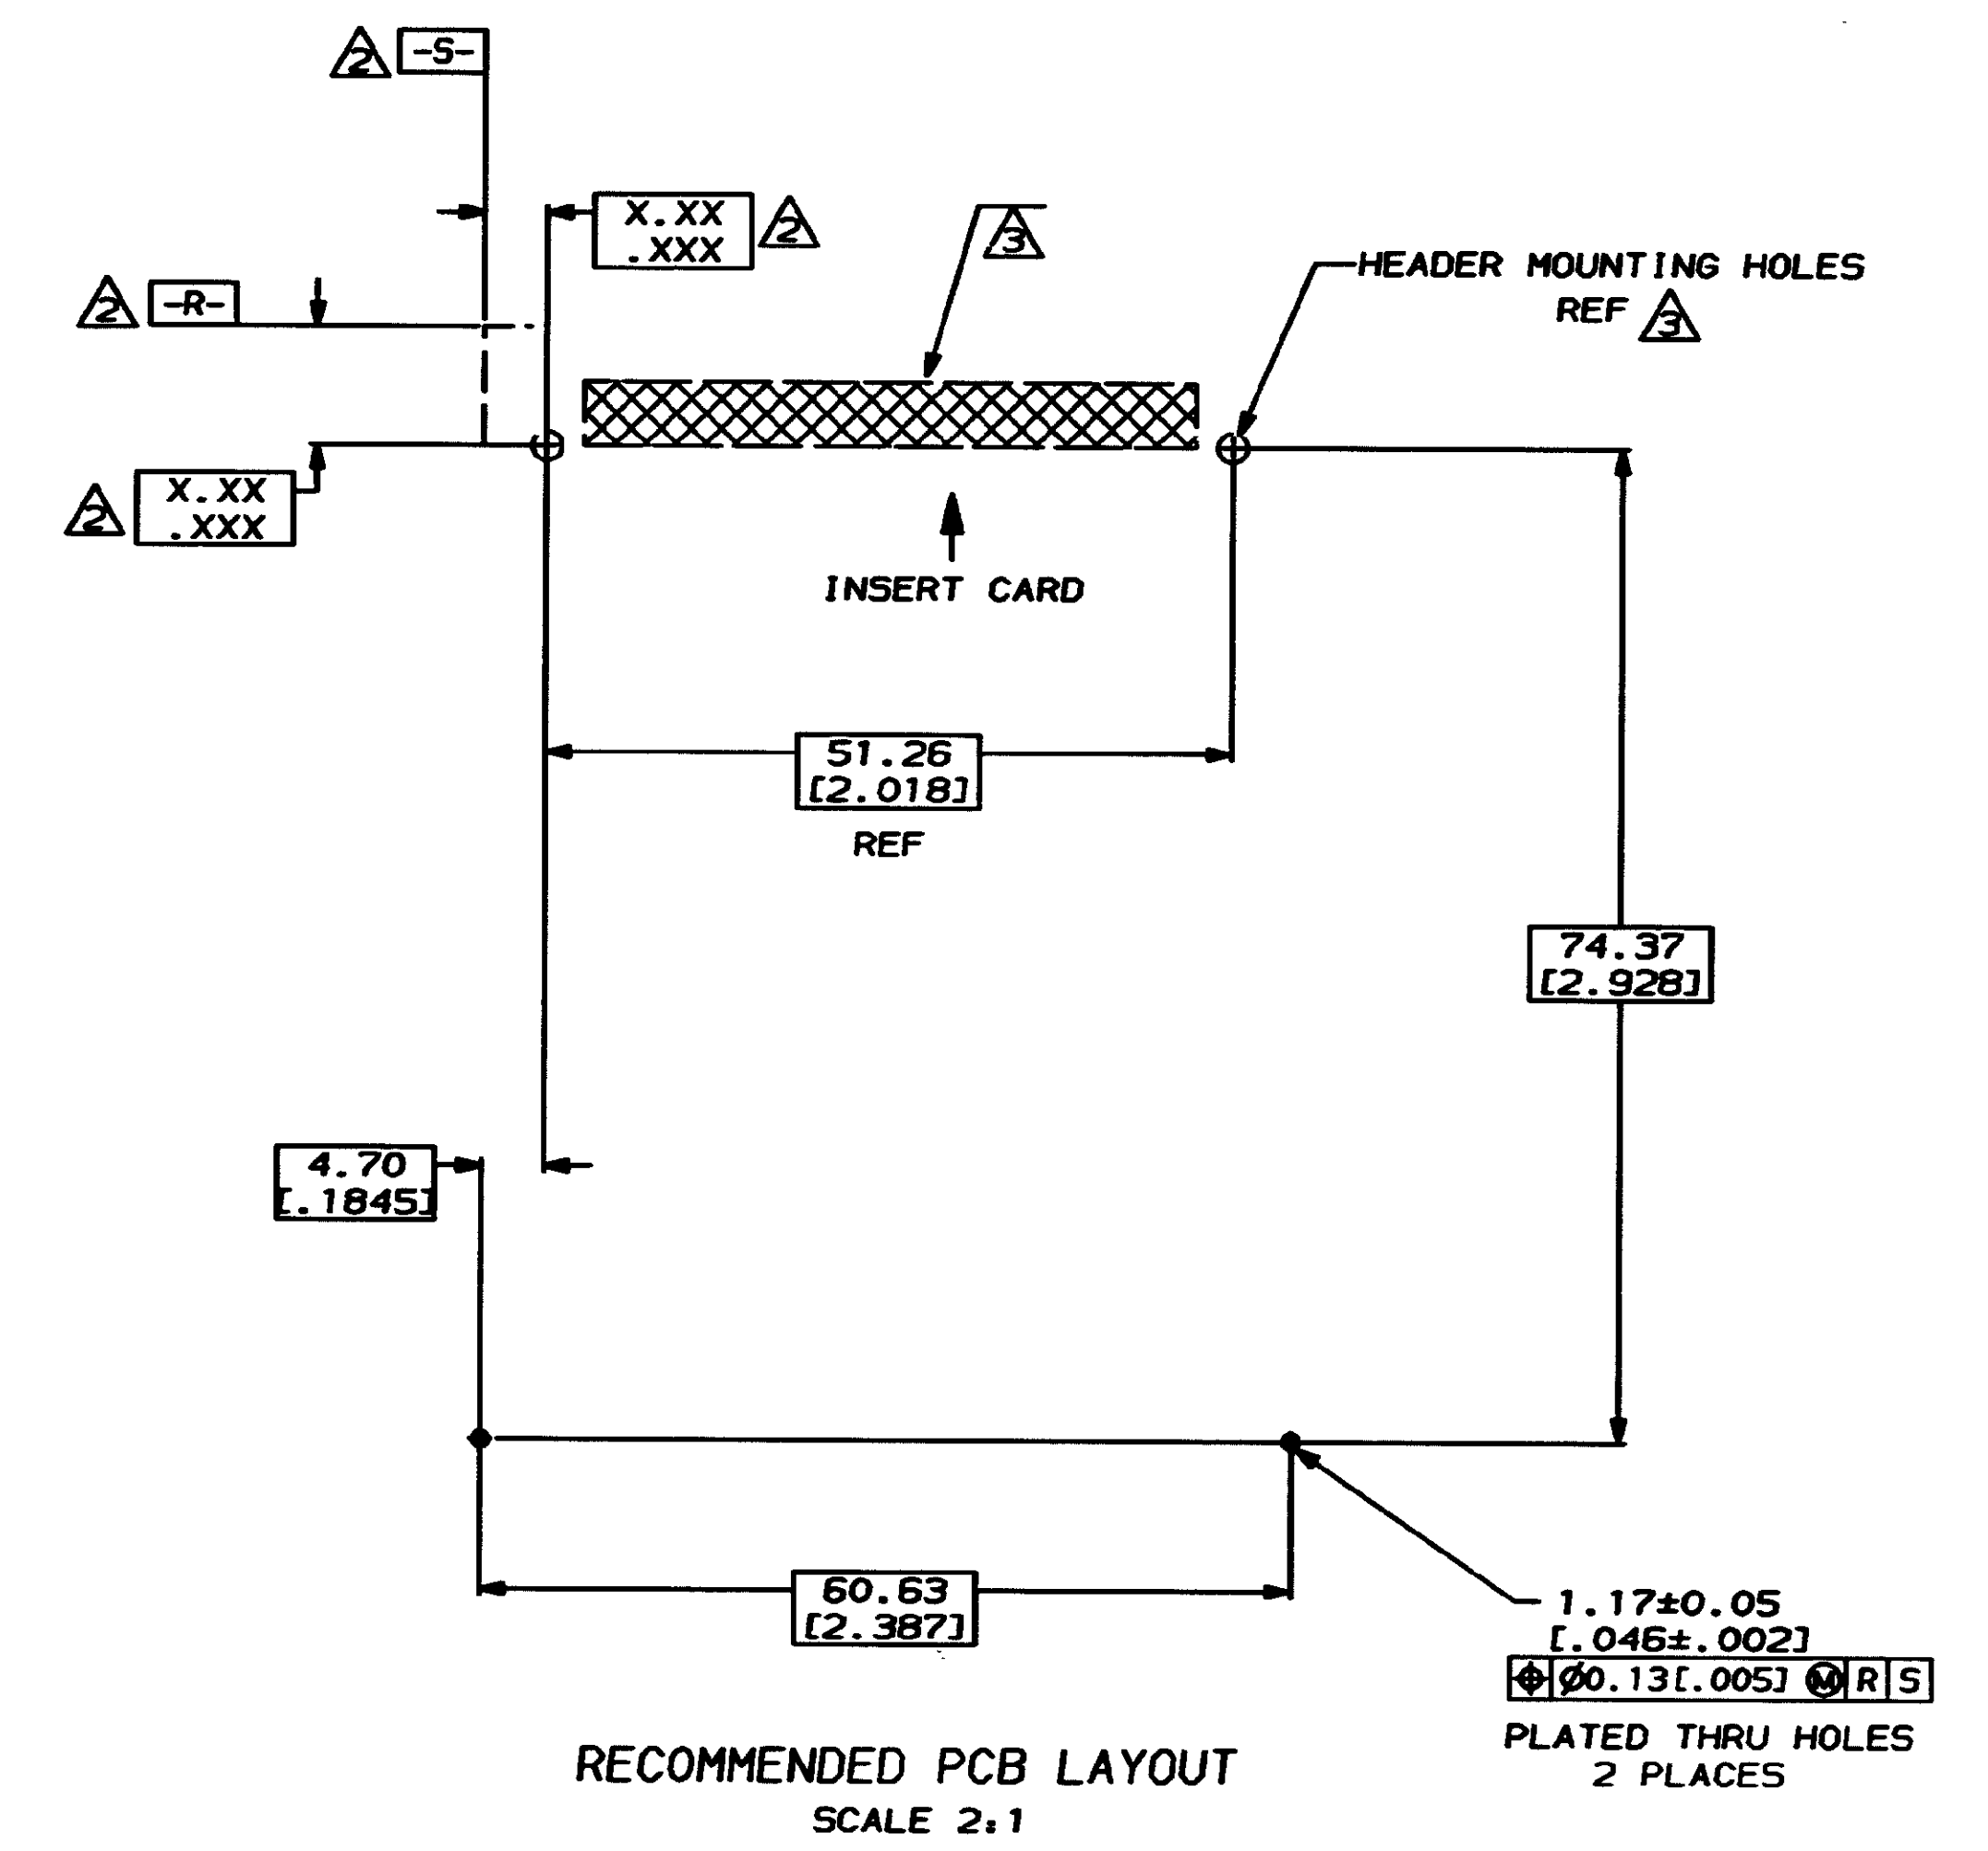 2 -S-
X.XX
.XXX 2
3
HEADER MOUNTING HOLES
REF 3
2 -R-
2 X.XX
.XXX
INSERT CARD
51.26
[2.018]
REF
74.37
[2.928]
4.70
[.1845]
60.63
[2.387]
1.17±0.05
[.046±.002]
⌖ Ø0.13[.005] Ⓜ R S
PLATED THRU HOLES
2 PLACES
RECOMMENDED PCB LAYOUT
SCALE 2:1